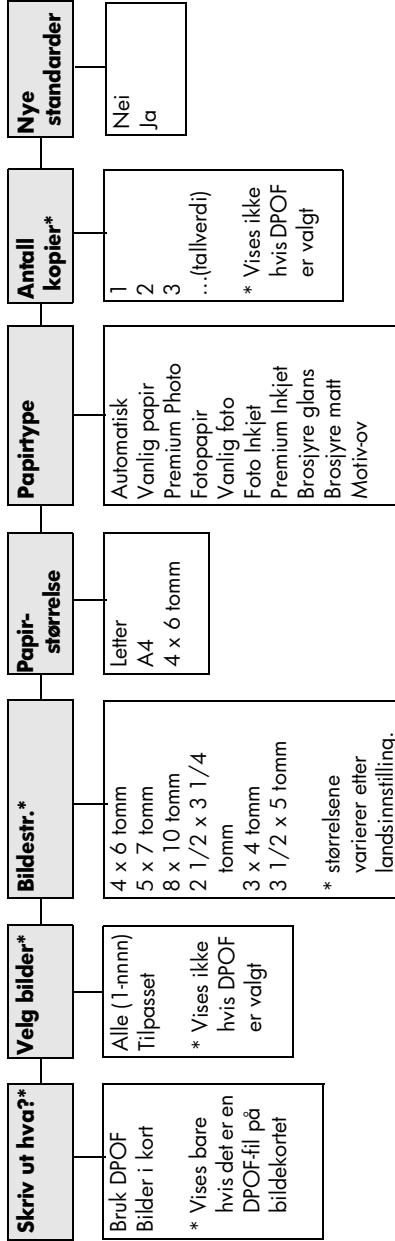 Skriv ut hva?*
Bruk DPOF
Bilder i kort
* Vises bare
hvis det er en
DPOF-fil på
bildekortet
Velg bilder*
Alle (1-nnnn)
Tilpasset
* Vises ikke
hvis DPOF
er valgt
Bildestr.*
4 x 6 tomm
5 x 7 tomm
8 x 10 tomm
2 1/2 x 3 1/4
tomm
3 x 4 tomm
3 1/2 x 5 tomm
* størrelsene
varierer etter
landsinnstilling.
Papir-
størrelse
Letter
A4
4 x 6 tomm
Papirtype
Automatisk
Vanlig papir
Premium Photo
Fotopapir
Vanlig foto
Foto Inkjet
Premium Inkjet
Brosjyre glans
Brosjyre matt
Motiv-ov
Antall
kopier*
1
2
3
...(tallverdi)
* Vises ikke
hvis DPOF
er valgt
Nye
standarder
Nei
Ja